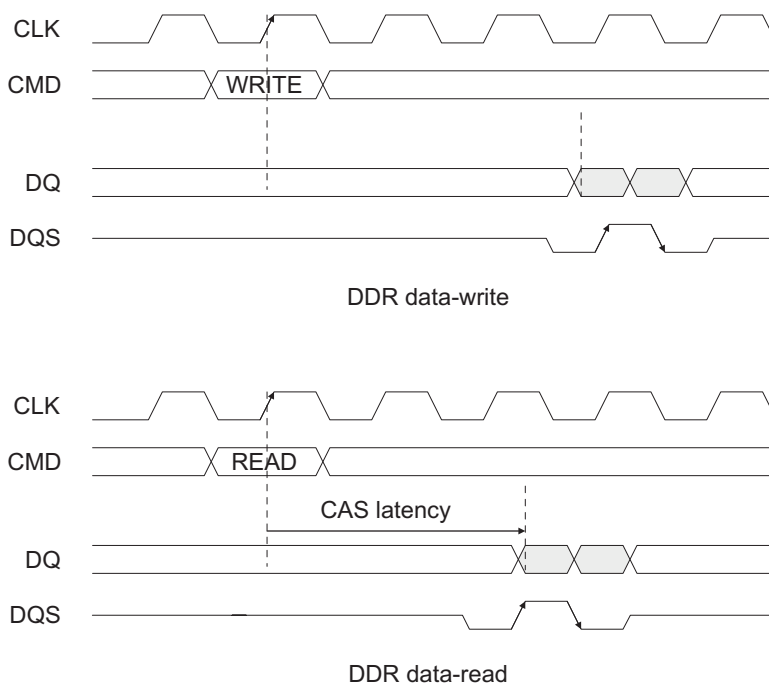 CLK
CMD WRITE
DQ
DQS
DDR data-write
CLK
CMD READ
CAS latency
DQ
DQS
DDR data-read